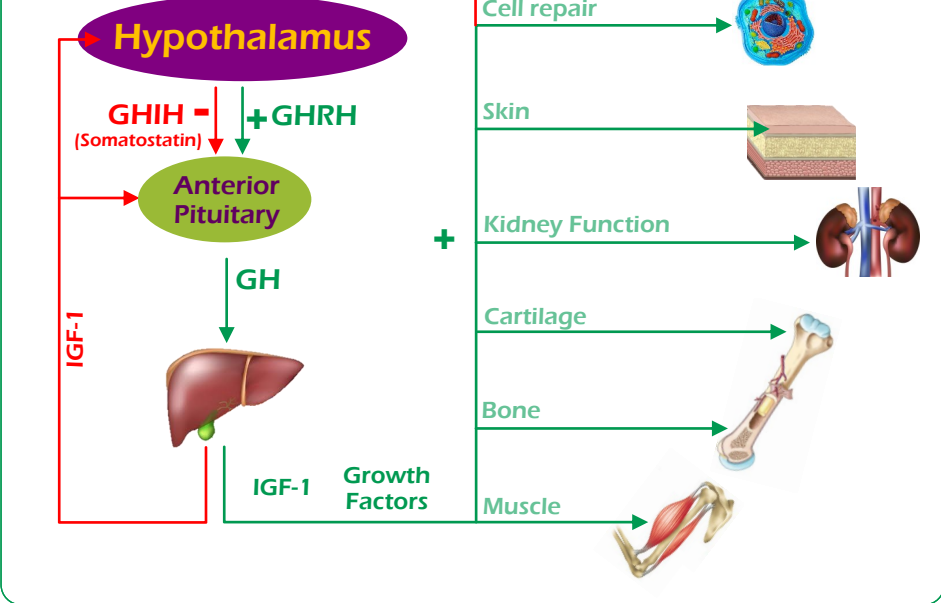 Hypothalamus
GHIH -
(Somatostatin)
+ GHRH
Anterior
Pituitary
GH
IGF-1
IGF-1
Growth
Factors
+
Cell repair
Skin
Kidney Function
Cartilage
Bone
Muscle